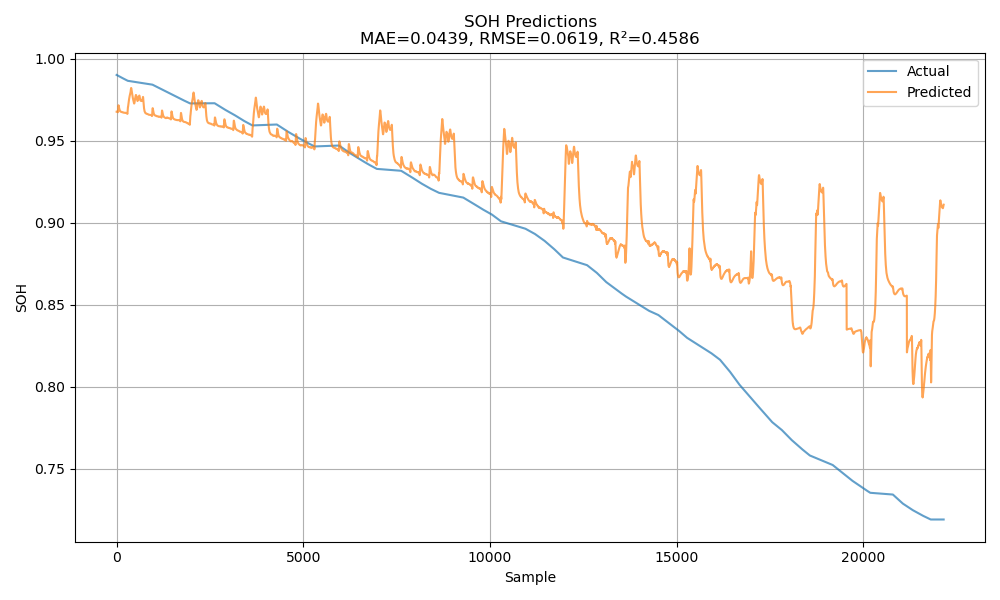 SOH Predictions
MAE=0.0439, RMSE=0.0619, R²=0.4586
Actual
Predicted
1.00
0.95
0.90
0.85
0.80
0.75
SOH
0
5000
10000
15000
20000
Sample